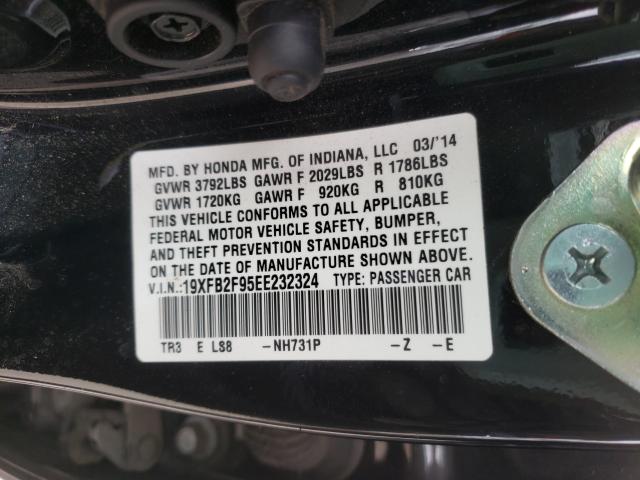 MFD. BY HONDA MFG. OF INDIANA, LLC 03/'14
GVWR 3792LBS GAWR F 2029LBS R 1786LBS
GVWR 1720KG GAWR F 920KG R 810KG
THIS VEHICLE CONFORMS TO ALL APPLICABLE
FEDERAL MOTOR VEHICLE SAFETY, BUMPER,
AND THEFT PREVENTION STANDARDS IN EFFECT
ON THE DATE OF MANUFACTURE SHOWN ABOVE.
V.I.N.:19XFB2F95EE232324 TYPE: PASSENGER CAR
TR3 E LS8 -NH731P -Z -E